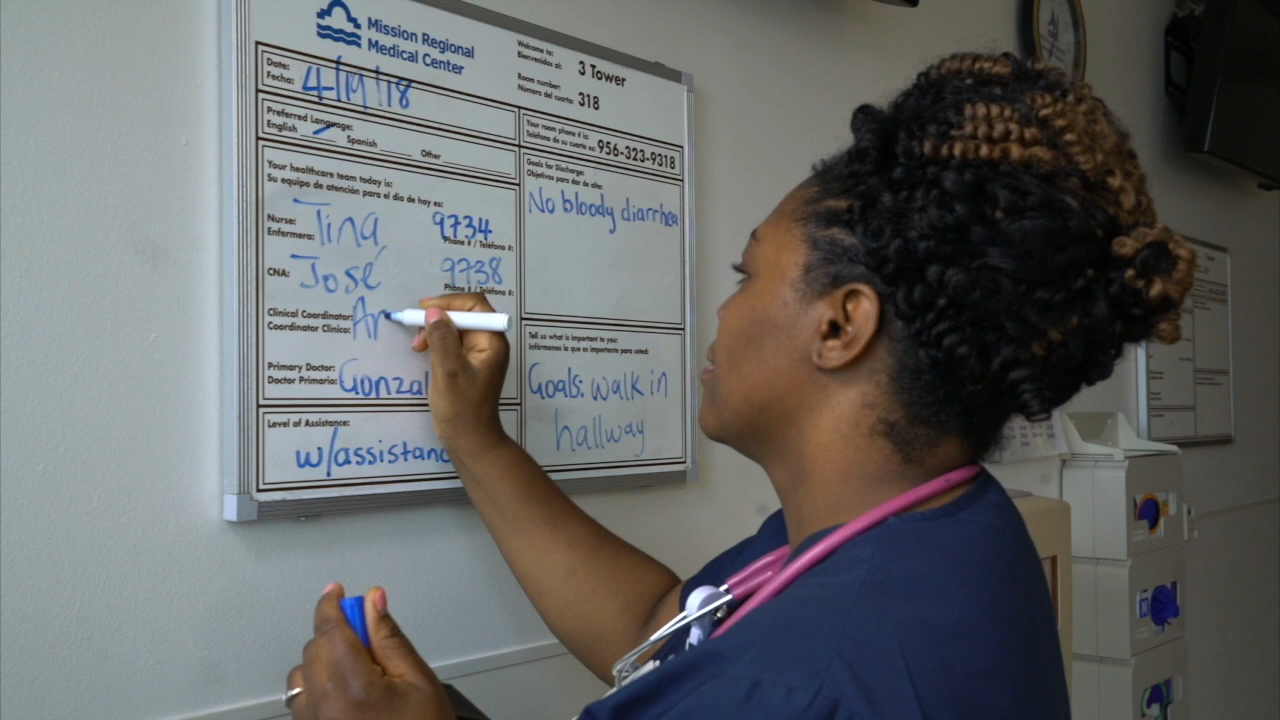 Mission Regional
Medical Center
Welcome to:
Bienvenidos al:
3 Tower
Room number:
Número del cuarto:
318
Date:
Fecha:
4/19/18
Preferred Language:
English Spanish Other
Your room phone # is:
Teléfono de su cuarto es:
956-323-9318
Your healthcare team today is:
Su equipo de atención para el día de hoy es:
Nurse:
Enfermera:
Tina 9734
Phone # / Teléfono #:
CNA:
José 9738
Phone # / Teléfono #:
Clinical Coordinator:
Coordinador Clínico:
Primary Doctor:
Doctor Primario:
Gonzal
Level of Assistance:
w/assistanc
Goals for Discharge:
Objetivos para dar de alta:
No bloody diarrhea
Tell us what is important to you:
Infórmenos lo que es importante para usted:
Goals: walk in
hallway